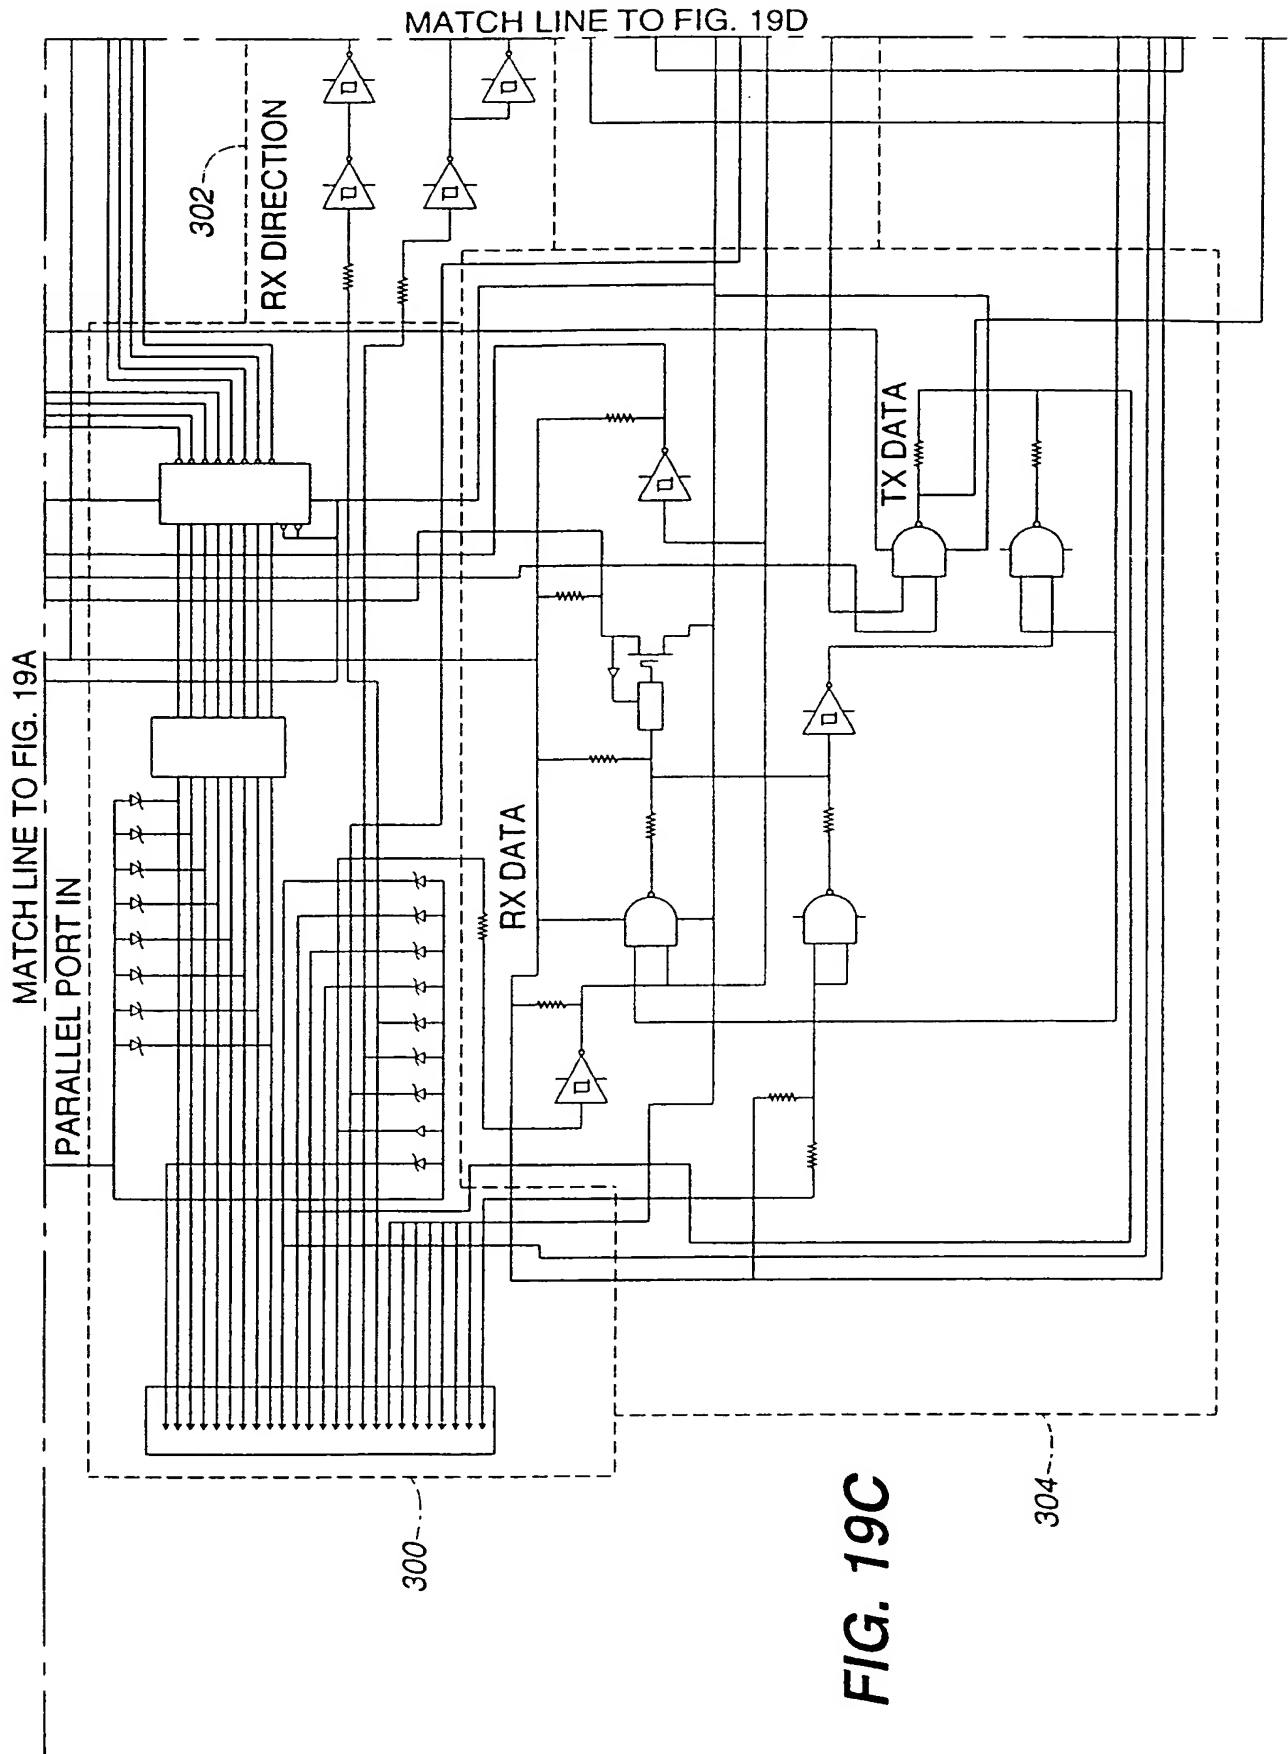 MATCH LINE TO FIG. 19D
MATCH LINE TO FIG. 19A
302
RX DIRECTION
PARALLEL PORT IN
TX DATA
RX DATA
300
304
FIG. 19C